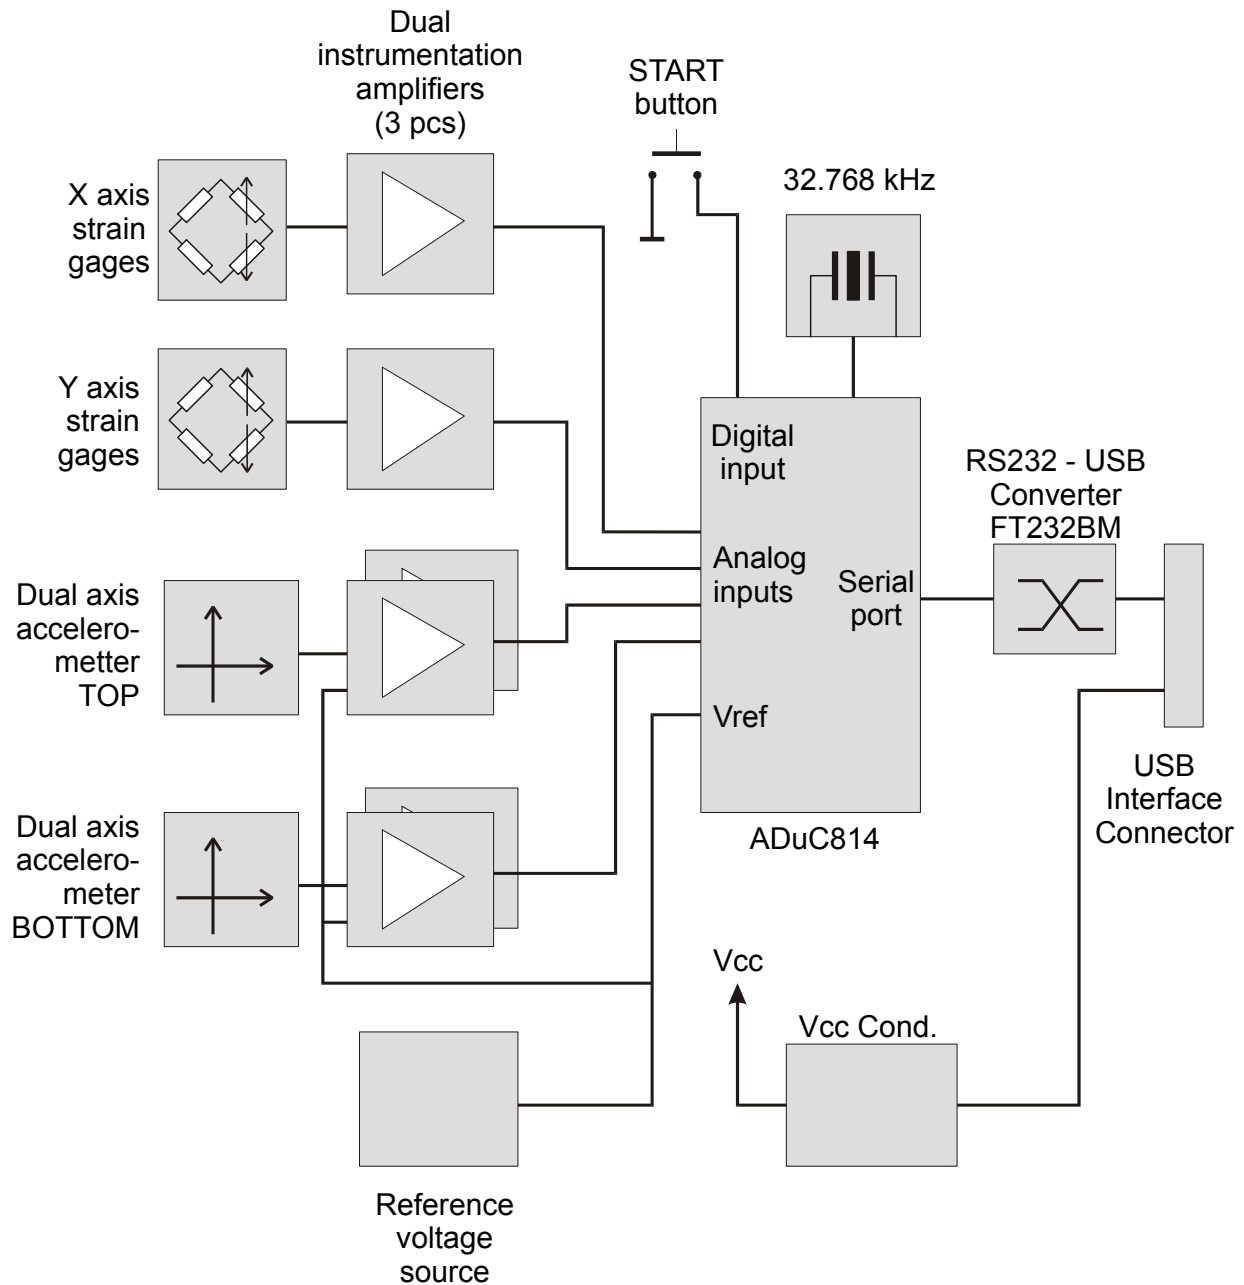 Dual
instrumentation
amplifiers
(3 pcs)
START
button
32.768 kHz
X axis
strain
gages
Y axis
strain
gages
Digital
input
RS232 - USB
Converter
FT232BM
Analog
inputs
Serial
port
Dual axis
accelero-
metter
TOP
Vref
USB
Interface
Connector
ADuC814
Dual axis
accelero-
meter
BOTTOM
Vcc
Vcc Cond.
Reference
voltage
source